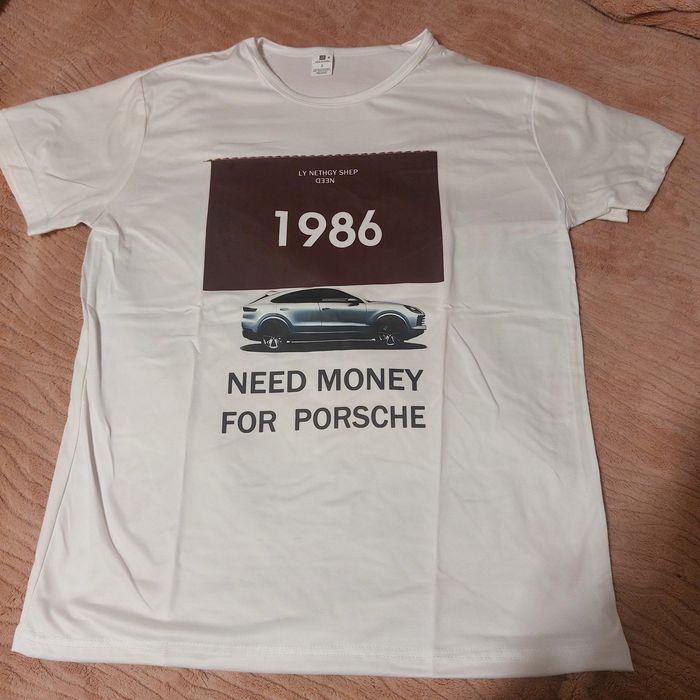 LY NETHGY SHEP
NEED
1986
NEED MONEY
FOR PORSCHE